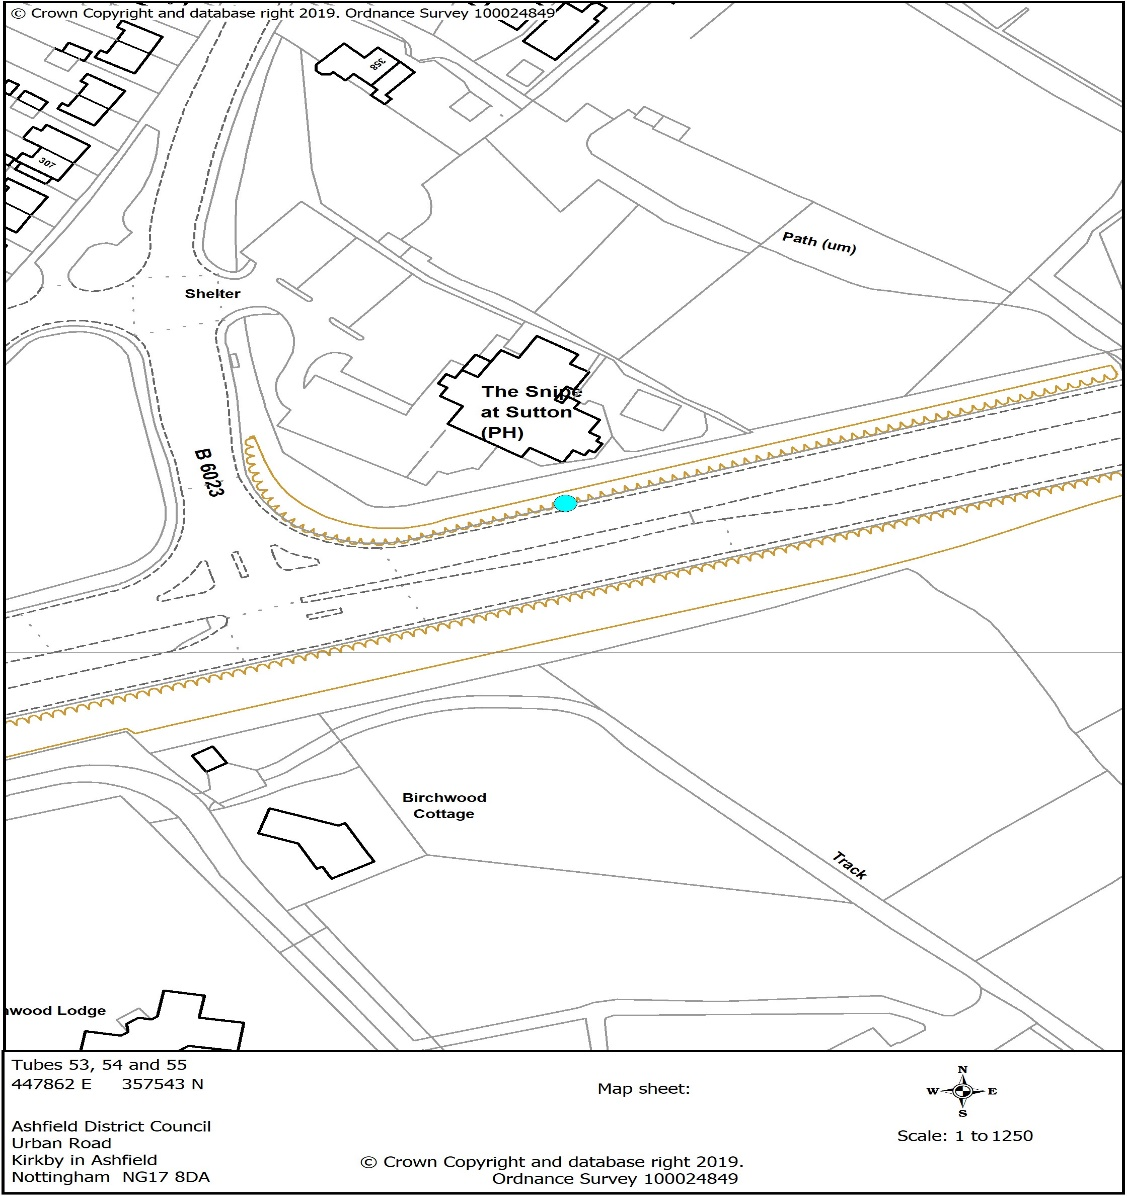 © Crown Copyright and database right 2019. Ordnance Survey 100024849
358
307
Path (um)
Shelter
The Snipe
at Sutton
(PH)
B 6023
Birchwood
Cottage
Track
wood Lodge
Tubes 53, 54 and 55
447862 E 357543 N
Map sheet:
N
W E
S
Ashfield District Council
Urban Road
Kirkby in Ashfield
Nottingham NG17 8DA
Scale: 1 to 1250
© Crown Copyright and database right 2019.
Ordnance Survey 100024849